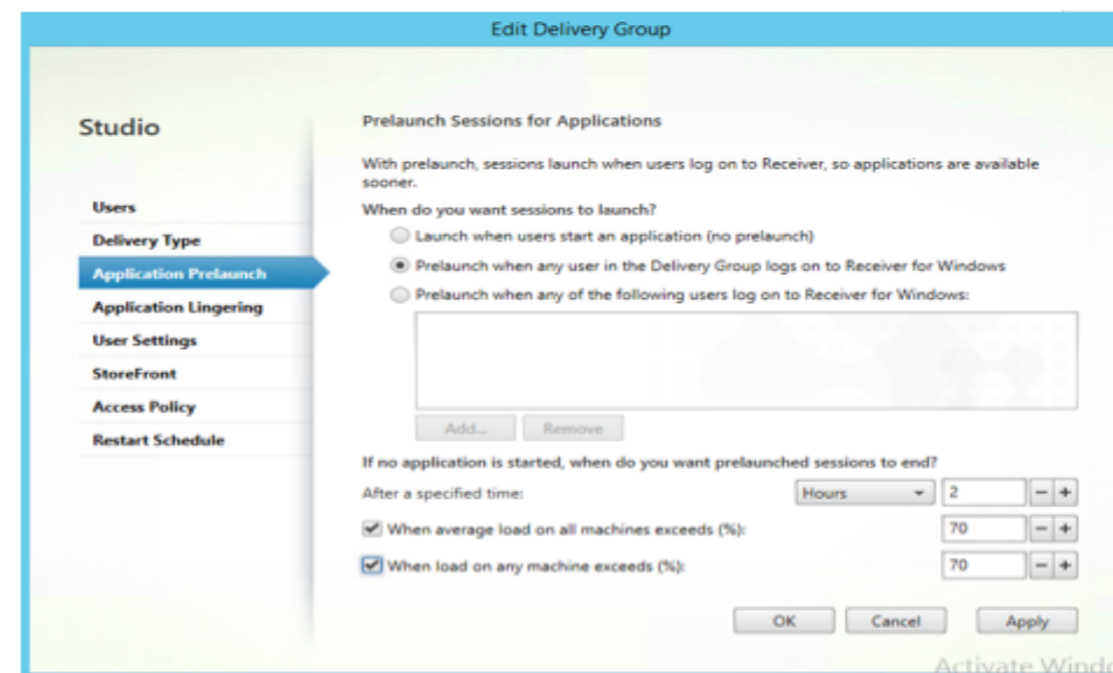 Edit Delivery Group
Studio
Users
Delivery Type
Application Prelaunch
Application Lingering
User Settings
StoreFront
Access Policy
Restart Schedule
Prelaunch Sessions for Applications
With prelaunch, sessions launch when users log on to Receiver, so applications are available
sooner.
When do you want sessions to launch?
Launch when users start an application (no prelaunch)
Prelaunch when any user in the Delivery Group logs on to Receiver for Windows
Prelaunch when any of the following users log on to Receiver for Windows:
Add... Remove
If no application is started, when do you want prelaunched sessions to end?
After a specified time: Hours 2 - +
When average load on all machines exceeds (%): 70 - +
When load on any machine exceeds (%): 70 - +
OK Cancel Apply
Activate Windo